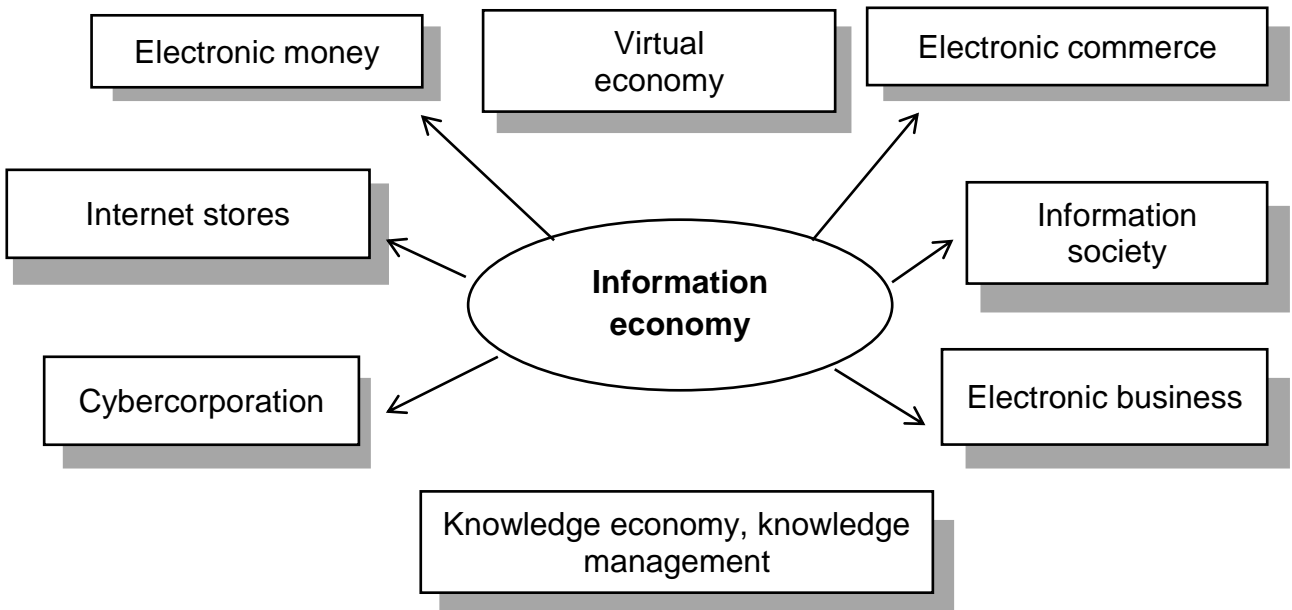 Electronic money
Virtual
economy
Electronic commerce
Internet stores
Information
society
Information
economy
Cybercorporation
Electronic business
Knowledge economy, knowledge
management